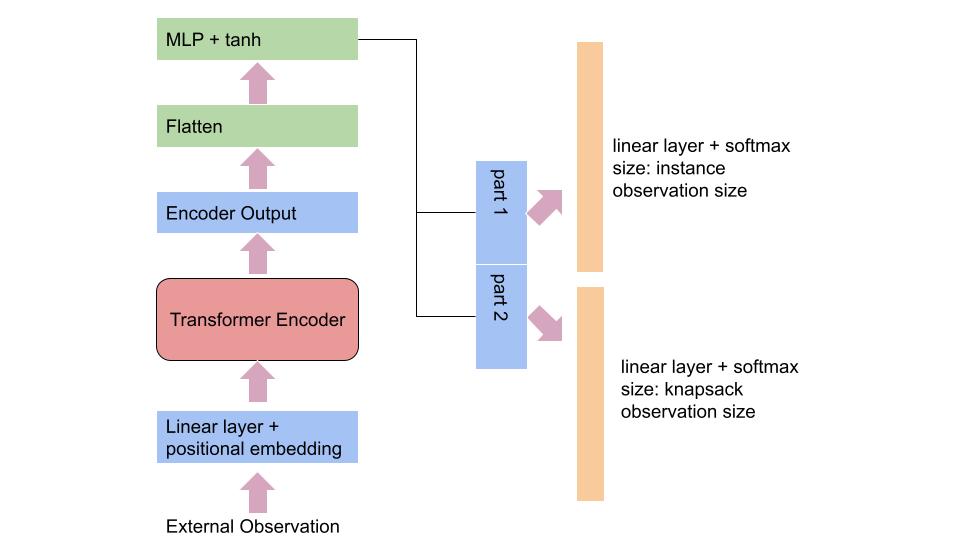 MLP + tanh
Flatten
Encoder Output
Transformer Encoder
Linear layer +
positional embedding
External Observation
part 1
part 2
linear layer + softmax
size: instance
observation size
linear layer + softmax
size: knapsack
observation size